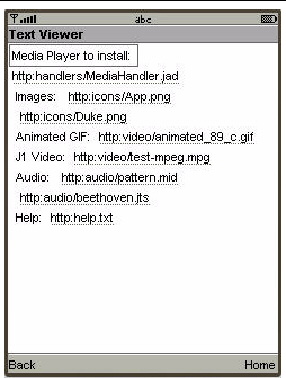 abc
Text Viewer
Media Player to install:
http:handlers/MediaHandler.jad
Images: http:icons/App.png
http:icons/Duke.png
Animated GIF: http:video/animated_89_c.gif
J1 Video: http:video/test-mpeg.mpg
Audio: http:audio/pattern.mid
http:audio/beethoven.jts
Help: http:help.txt
Back Home